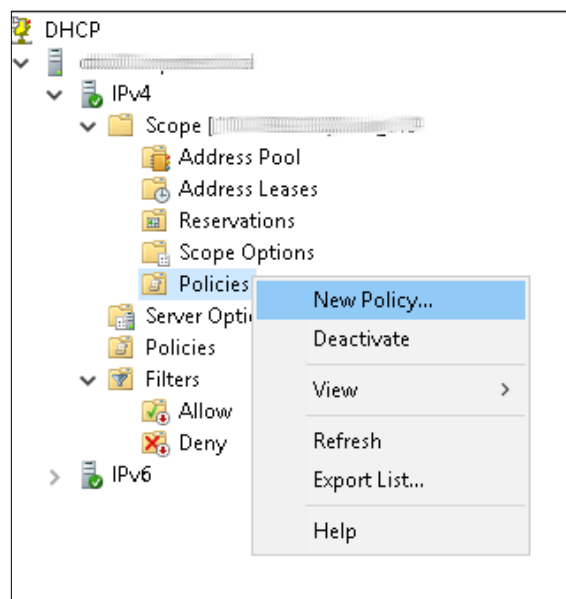 DHCP
IPv4
Scope [
Address Pool
Address Leases
Reservations
Scope Options
Policies
New Policy...
Server Opti
Deactivate
Policies
Filters
View
Allow
Refresh
Deny
Export List...
IPv6
Help